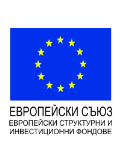 ЕВРОПЕЙСКИ СЪЮЗ
ЕВРОПЕЙСКИ СТРУКТУРНИ И
ИНВЕСТИЦИОННИ ФОНДОВЕ